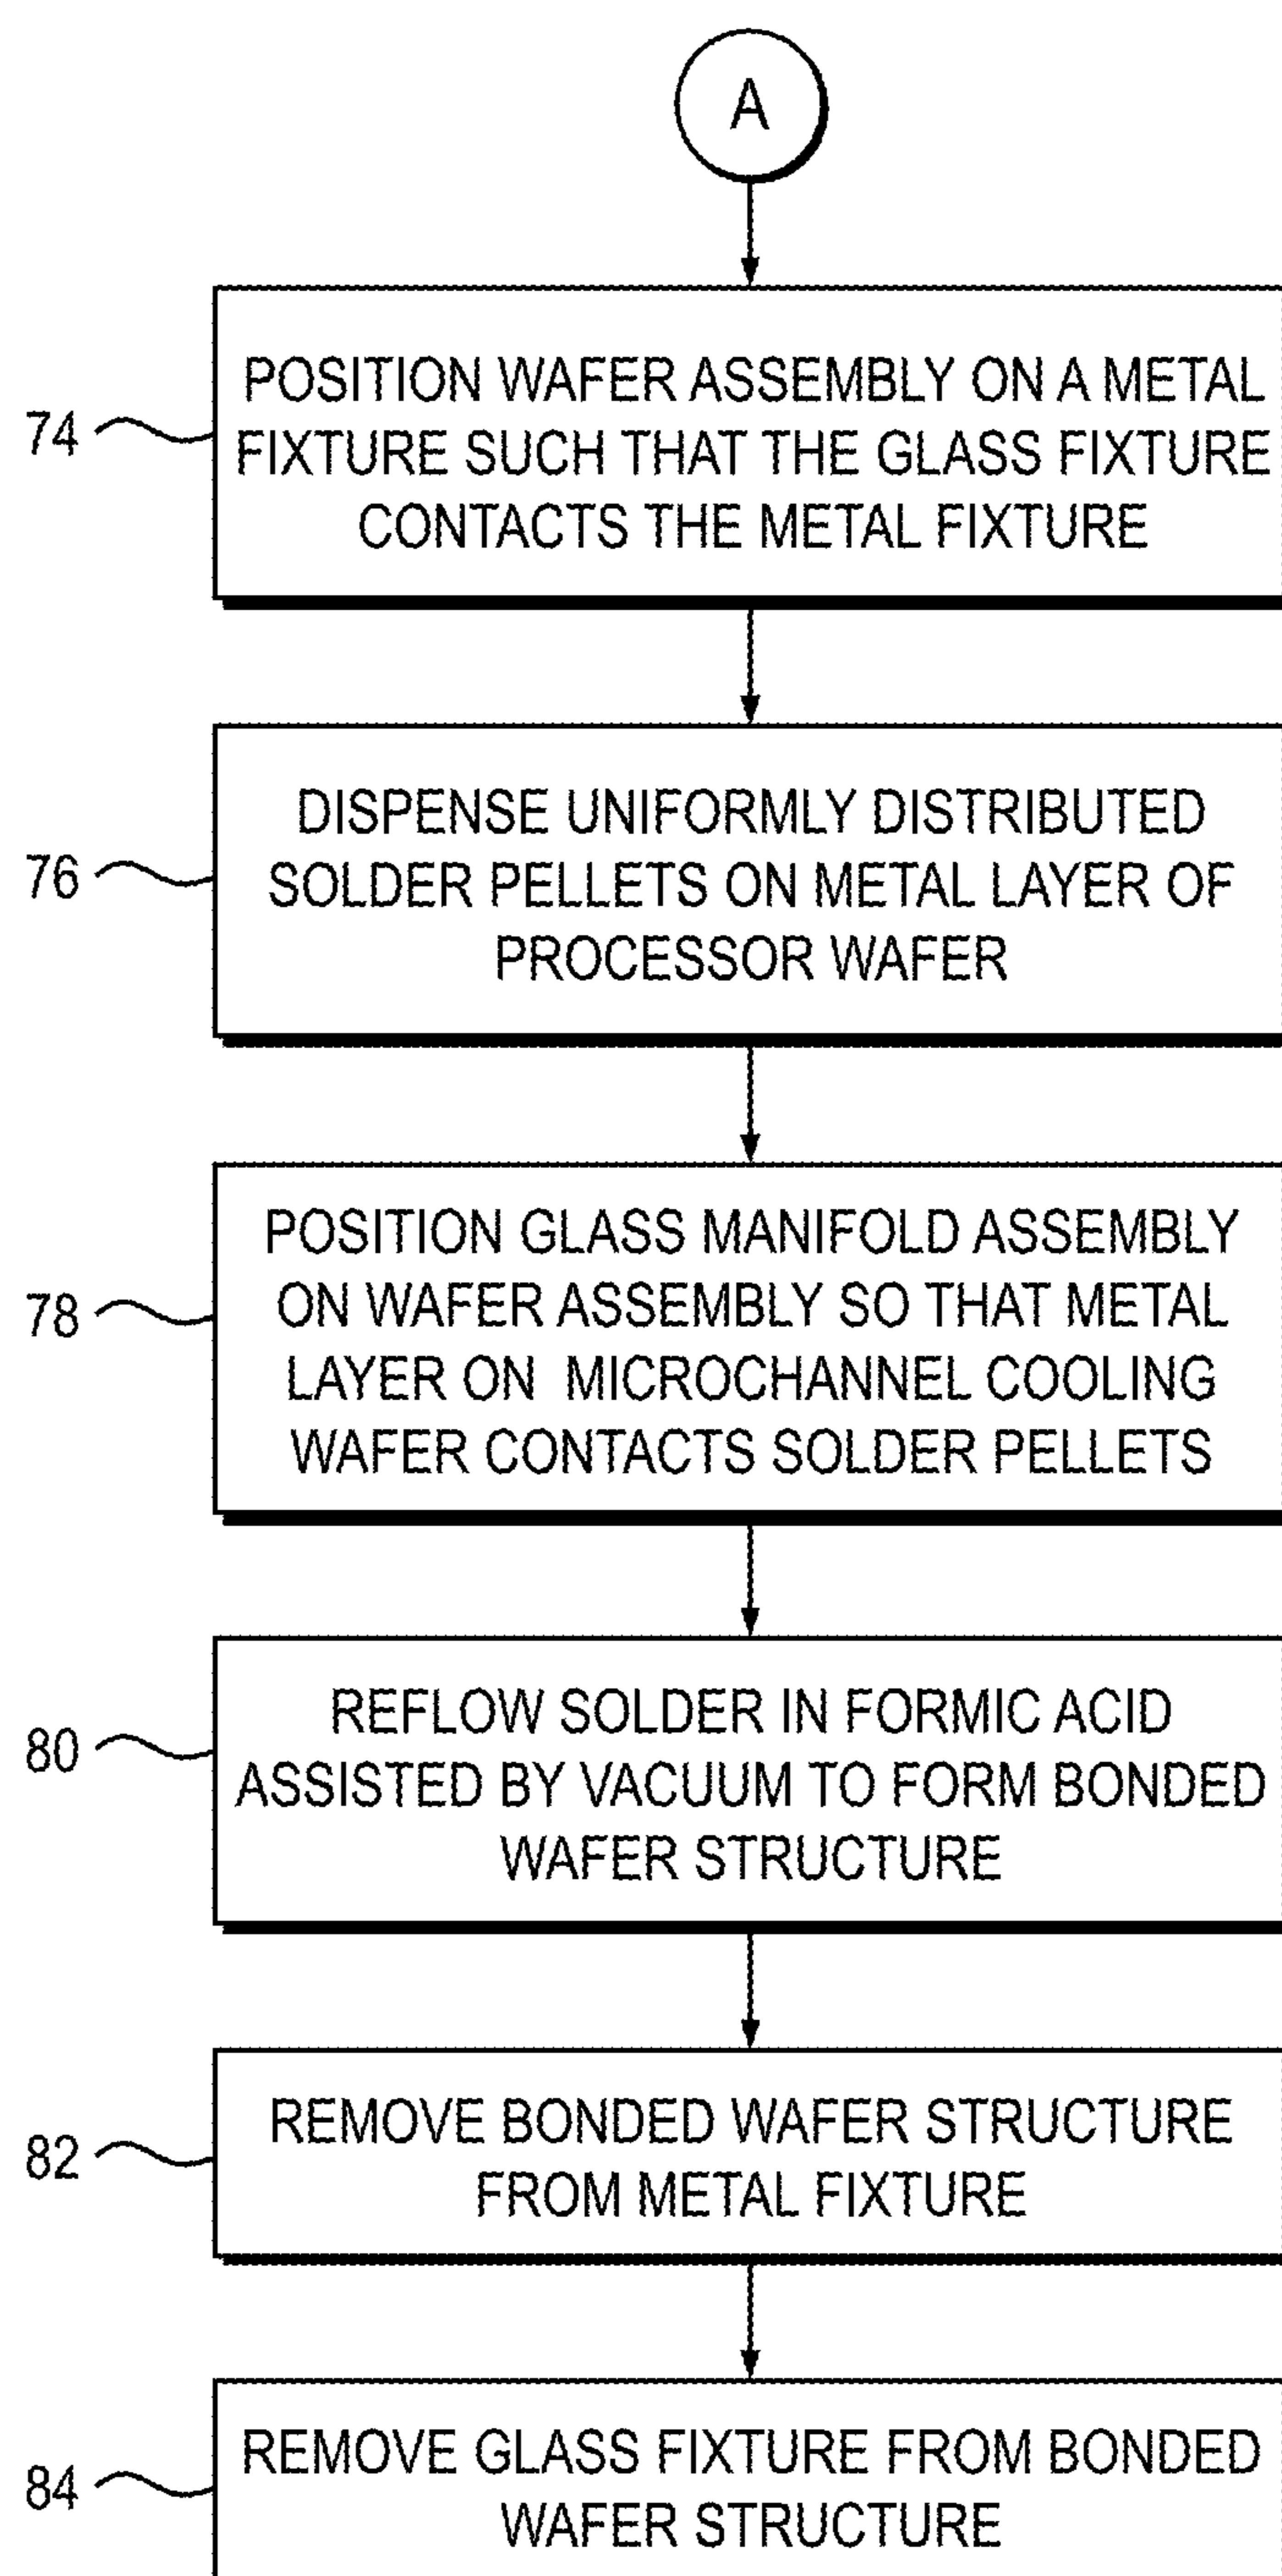 A
74
POSITION WAFER ASSEMBLY ON A METAL
FIXTURE SUCH THAT THE GLASS FIXTURE
CONTACTS THE METAL FIXTURE
76
DISPENSE UNIFORMLY DISTRIBUTED
SOLDER PELLETS ON METAL LAYER OF
PROCESSOR WAFER
78
POSITION GLASS MANIFOLD ASSEMBLY
ON WAFER ASSEMBLY SO THAT METAL
LAYER ON MICROCHANNEL COOLING
WAFER CONTACTS SOLDER PELLETS
80
REFLOW SOLDER IN FORMIC ACID
ASSISTED BY VACUUM TO FORM BONDED
WAFER STRUCTURE
82
REMOVE BONDED WAFER STRUCTURE
FROM METAL FIXTURE
84
REMOVE GLASS FIXTURE FROM BONDED
WAFER STRUCTURE